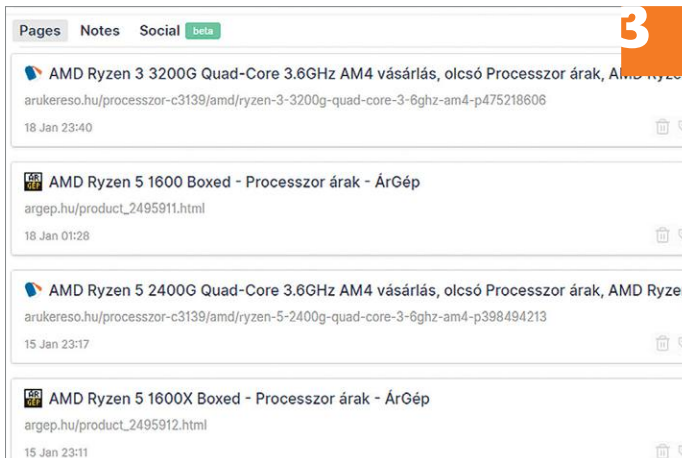 Pages Notes Social beta
3
AMD Ryzen 3 3200G Quad-Core 3.6GHz AM4 vásárlás, olcsó Processzor árak,
arukereso.hu/processzor-c3139/amd/ryzen-3-3200g-quad-core-3-6ghz-am4-p475218606
18 Jan 23:40
ÁR GÉP AMD Ryzen 5 1600 Boxed - Processzor árak - ÁrGép
argep.hu/product_2495911.html
18 Jan 01:28
AMD Ryzen 5 2400G Quad-Core 3.6GHz AM4 vásárlás, olcsó Processzor árak, AMD Ryze
arukereso.hu/processzor-c3139/amd/ryzen-5-2400g-quad-core-3-6ghz-am4-p398494213
15 Jan 23:17
ÁR GÉP AMD Ryzen 5 1600X Boxed - Processzor árak - ÁrGép
argep.hu/product_2495912.html
15 Jan 23:11